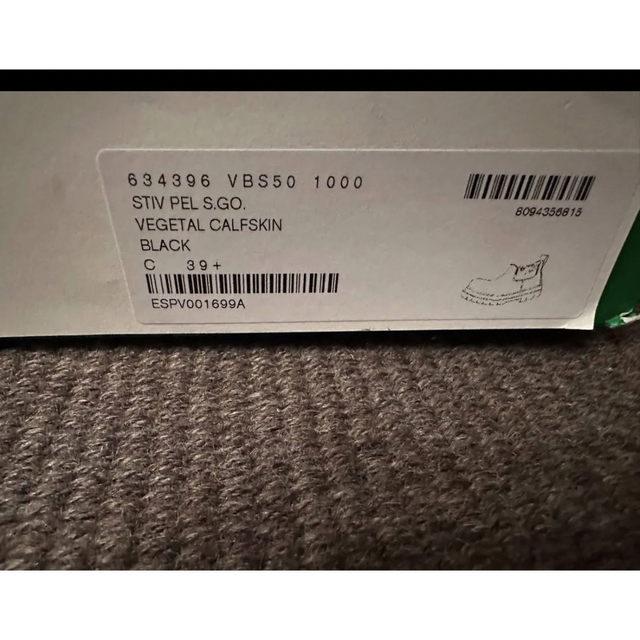 634396 VBS50 1000
STIV PEL S.GO.
VEGETAL CALFSKIN
BLACK
C 39+
ESPV001699A
8094356815